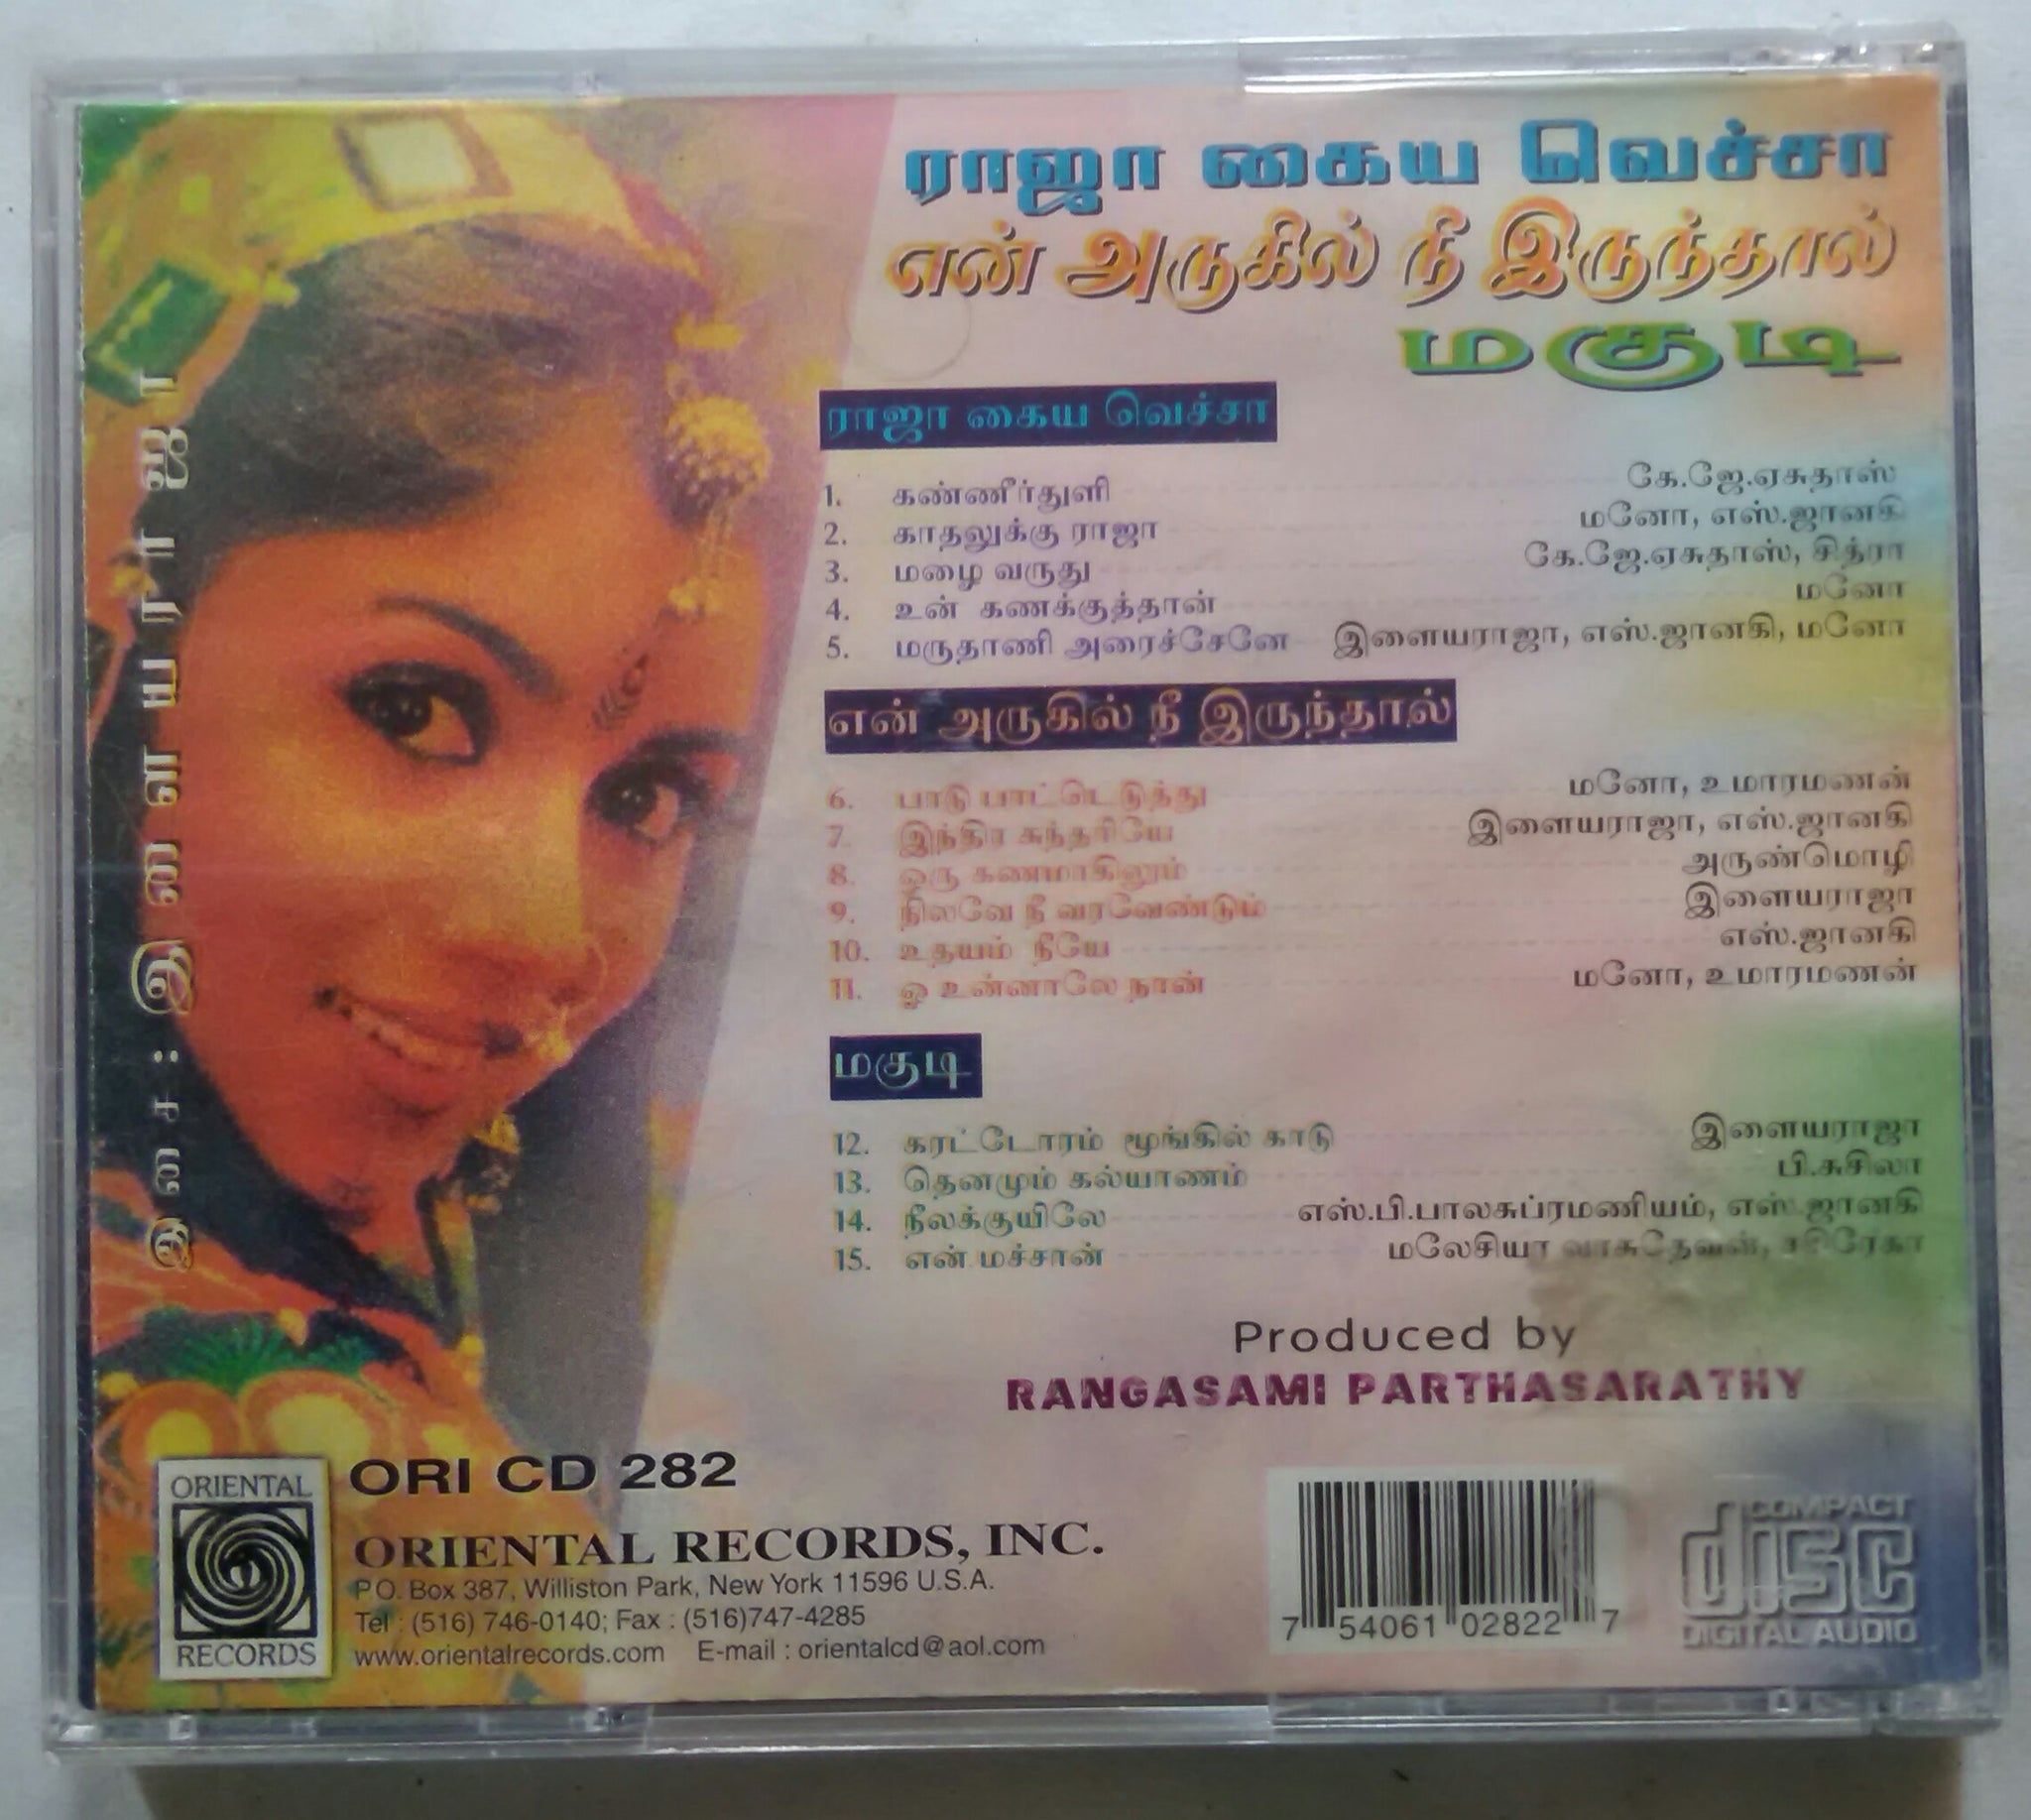 ராஜா கைய வெச்சா
என் அருகில் நீ இருந்தால்
மகுடி
இசை : இளையராஜா
ராஜா கைய வெச்சா
1. கண்ணீர்துளி கே.ஜே.ஏசுதாஸ்
2. காதலுக்கு ராஜா மனோ, எஸ்.ஜானகி
3. மழை வருது கே.ஜே.ஏசுதாஸ், சித்ரா
4. உன் கணக்குத்தான் மனோ
5. மருதாணி அரைச்சேனே இளையராஜா, எஸ்.ஜானகி, மனோ
என் அருகில் நீ இருந்தால்
6. பாடு பாட்டெடுத்து மனோ, உமாரமணன்
7. இந்திர சுந்தரியே இளையராஜா, எஸ்.ஜானகி
8. ஒரு கணமாகிலும் அருண்மொழி
9. நிலவே நீ வரவேண்டும் இளையராஜா
10. உதயம் நீயே எஸ்.ஜானகி
11. ஓ உன்னாலே நான் மனோ, உமாரமணன்
மகுடி
12. கரட்டோரம் மூங்கில் காடு இளையராஜா
13. தெனமும் கல்யாணம் பி.சுசிலா
14. நீலக்குயிலே எஸ்.பி.பாலசுப்ரமணியம், எஸ்.ஜானகி
15. என் மச்சான் மலேசியா வாசுதேவன்,
Produced by
RANGASAMI PARTHASARATHY
ORIENTAL
RECORDS
ORI CD 282
ORIENTAL RECORDS, INC.
P.O. Box 387, Williston Park, New York 11596 U.S.A.
Tel : (516) 746-0140; Fax : (516)747-4285
www.orientalrecords.com E-mail : orientalcd@aol.com
7 54061 02822 7
COMPACT
disc
DIGITAL AUDIO